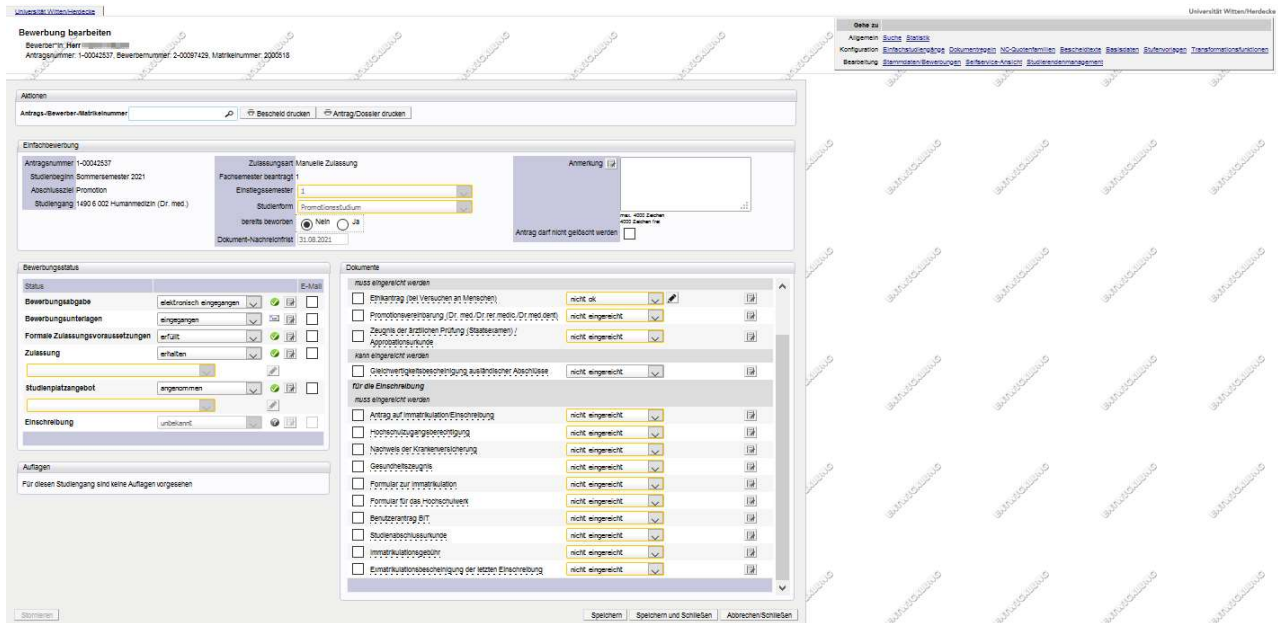 Universität Witten/Herdecke
Universität Witten/Herdecke
Bewerbung bearbeiten
Bewerber*in Herr
Antragsnummer: 1-00042537, Bewerbernummer: 2-00097429, Matrikelnummer: 2000518
Gehe zu
Allgemein Suche Statistik
Konfiguration Einfachstudiengänge Dokumentregeln NC-Quotenfamilien Bescheidtexte Basisdaten Stufenvorlagen Transformationsfunktionen
Bearbeitung Stammdaten/Bewerbungen Selfservice-Ansicht Studierendenmanagement
Aktionen
Antrags-/Bewerber-/Matrikelnummer
Bescheid drucken
Antrag/Dossier drucken
Einfachbewerbung
Antragsnummer 1-00042537
Studienbeginn Sommersemester 2021
Abschlussziel Promotion
Studiengang 1490 6 002 Humanmedizin (Dr. med.)
Zulassungsart Manuelle Zulassung
Fachsemester beantragt 1
Einstiegssemester 1
Studienform Promotionsstudium
bereits beworben Nein Ja
Dokument-Nachreichfrist 31.08.2021
Anmerkung
max. 4000 Zeichen
4000 Zeichen frei
Antrag darf nicht gelöscht werden
Bewerbungsstatus
Status E-Mail
Bewerbungsabgabe elektronisch eingegangen
Bewerbungsunterlagen eingegangen
Formale Zulassungsvoraussetzungen erfüllt
Zulassung erhalten
Studienplatzangebot angenommen
Einschreibung unbekannt
Auflagen
Für diesen Studiengang sind keine Auflagen vorgesehen
Dokumente
muss eingereicht werden
Ethikantrag (bei Versuchen an Menschen) nicht ok
Promotionsvereinbarung (Dr. med./Dr.rer.medic./Dr.med.dent) nicht eingereicht
Zeugnis der ärztlichen Prüfung (Staatsexamen) /
Approbationsurkunde nicht eingereicht
kann eingereicht werden
Gleichwertigkeitsbescheinigung ausländischer Abschlüsse nicht eingereicht
für die Einschreibung
muss eingereicht werden
Antrag auf Immatrikulation/Einschreibung nicht eingereicht
Hochschulzugangsberechtigung nicht eingereicht
Nachweis der Krankenversicherung nicht eingereicht
Gesundheitszeugnis nicht eingereicht
Formular zur Immatrikulation nicht eingereicht
Formular für das Hochschulwerk nicht eingereicht
Benutzerantrag BIT nicht eingereicht
Studienabschlussurkunde nicht eingereicht
Immatrikulationsgebühr nicht eingereicht
Exmatrikulationsbescheinigung der letzten Einschreibung nicht eingereicht
Stornieren
Speichern
Speichern und Schließen
Abbrechen/Schließen